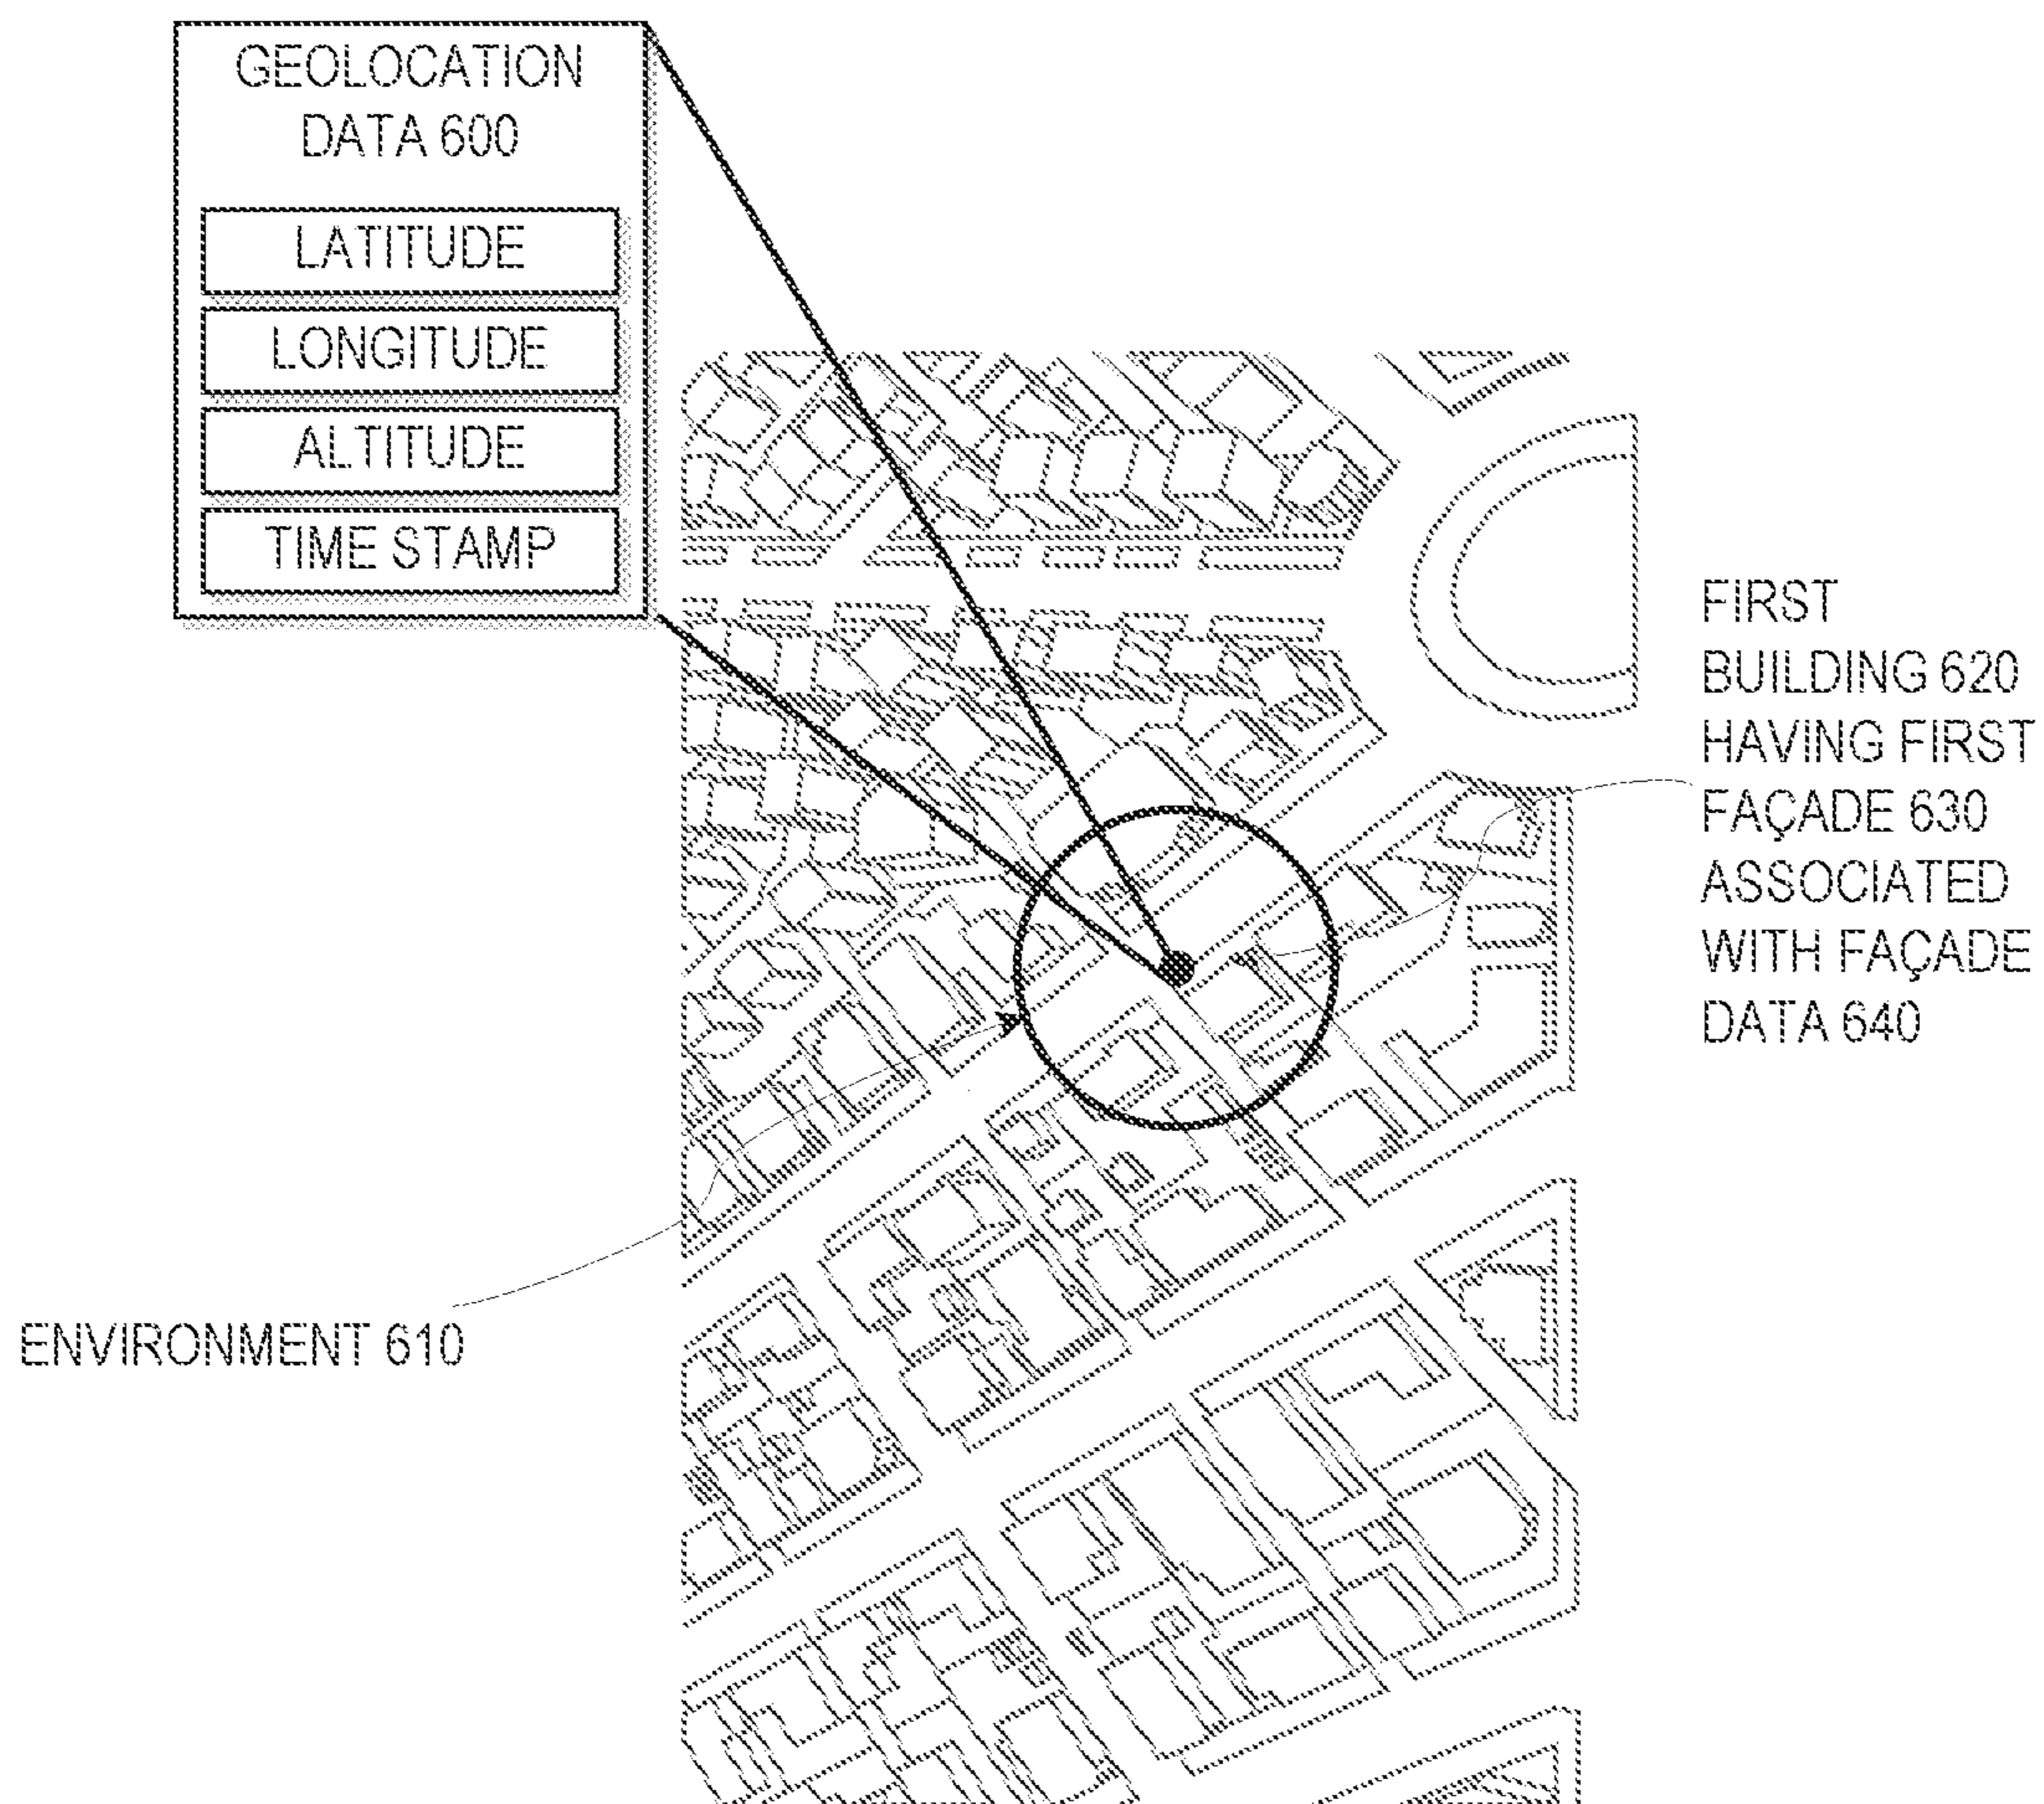 GEOLOCATION
DATA 600
LATITUDE
LONGITUDE
ALTITUDE
TIME STAMP
FIRST
BUILDING 620
HAVING FIRST
FAÇADE 630
ASSOCIATED
WITH FAÇADE
DATA 640
ENVIRONMENT 610